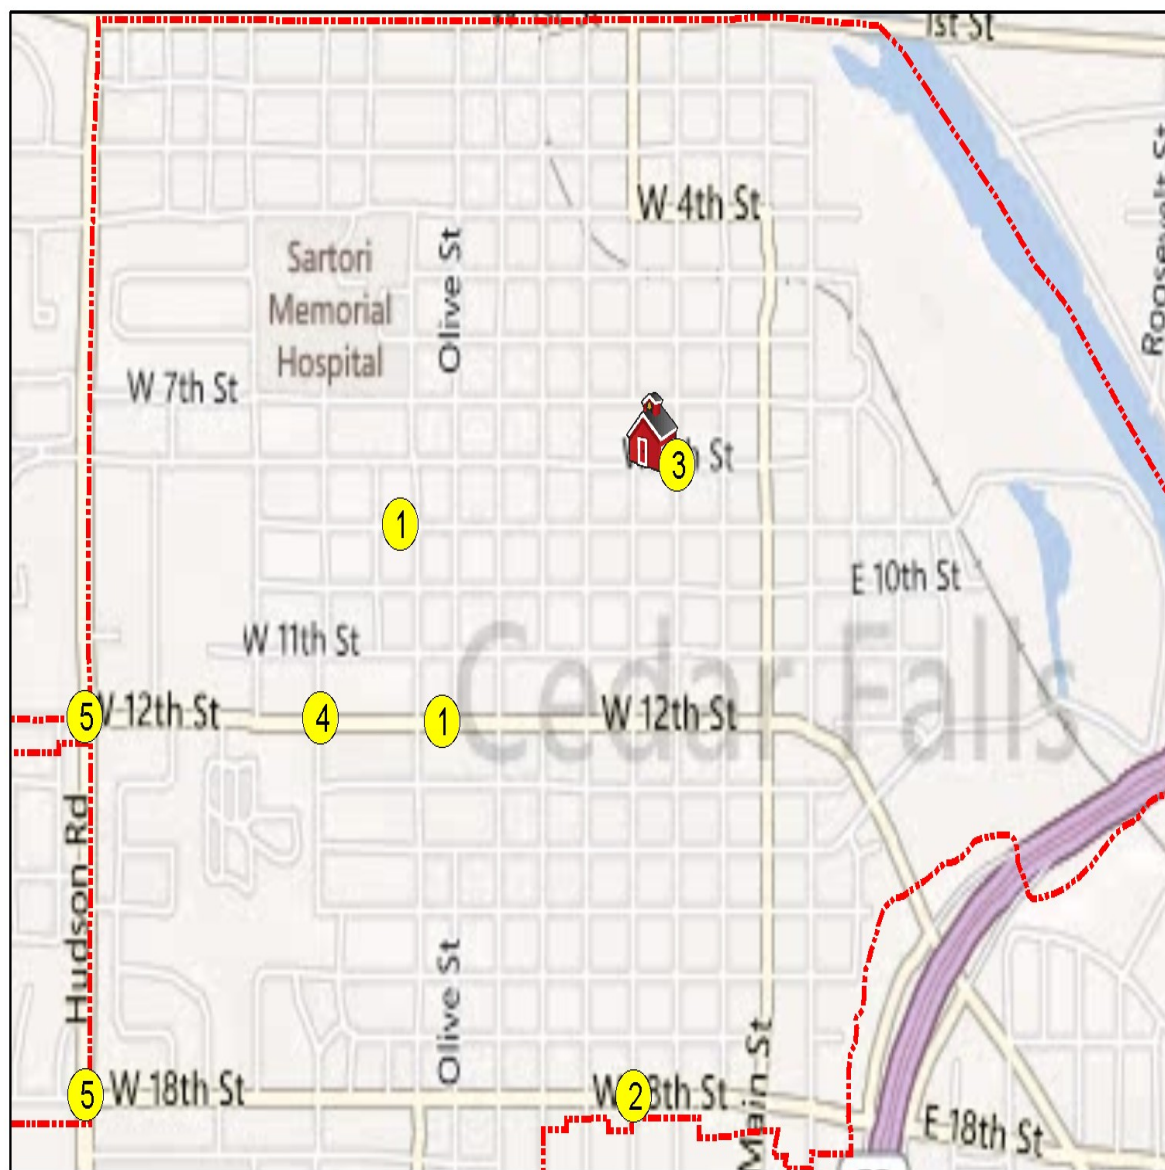 1st St
W 4th St
Roosevelt St
Sartori
Memorial
Hospital
Olive St
W 7th St
St
3
1
E 10th St
W 11th St
Cedar Falls
5
W 12th St
4
1
W 12th St
Hudson Rd
Olive St
Main St
5
W 18th St
2
E 18th St